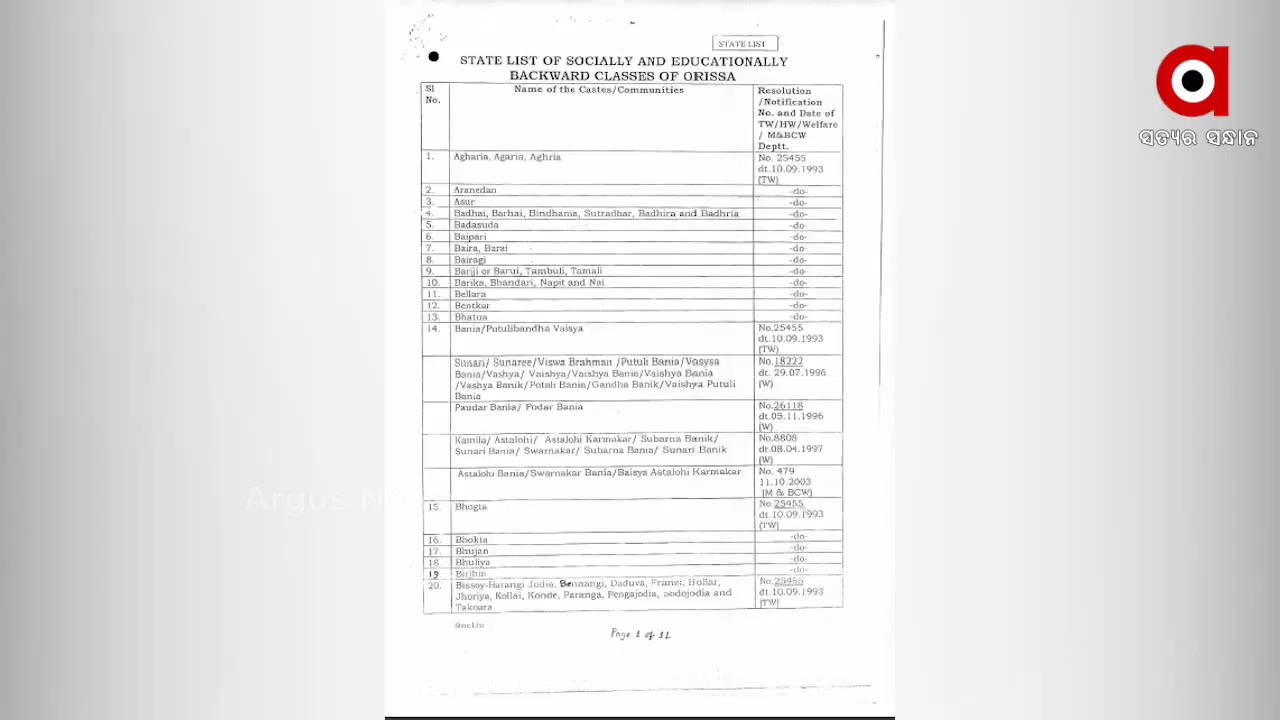 STATE LIST
STATE LIST OF SOCIALLY AND EDUCATIONALLY
BACKWARD CLASSES OF ORISSA
Sl No.
Name of the Castes/Communities
Resolution
/Notification
No. and Date of
TW/HW/Welfare
/ M&BCW
Deptt.
1. Agharia, Agaria, Aghria No. 25455
dt.10.09.1993
(TW)
2. Aranedan -do-
3. Asur -do-
4. Badhai, Barhai, Bindhania, Sutradhar, Badhira and Badhria -do-
5. Badasuda -do-
6. Baipari -do-
7. Baira, Barai -do-
8. Bairagi -do-
9. Bariji or Barui, Tambuli, Tamali -do-
10. Barika, Bhandari, Napit and Nai -do-
11. Bellara -do-
12. Bentkar -do-
13. Bhatua -do-
14. Bania/Putulibandha Vaisya No.25455
dt.10.09.1993
(TW)
Sunari/ Sunaree/Viswa Brahman /Putuli Bania/Vasysa No.18222
Bania/Vashya/ Vaishya/Vaishya Bania/Vaishya Bania dt. 29.07.1996
/Vashya Banik/Potali Bania/Gandha Banik/Vaishya Putuli (W)
Bania
Paudar Bania/ Podar Bania No.26118
dt.05.11.1996
(W)
Kamila/ Astalohi/ Astalohi Karmakar/ Subarna Banik/ No.8808
Sunari Bania/ Swarnakar/ Subarna Bania/ Sunari Banik dt.08.04.1997
(W)
Astalohi Bania/Swarnakar Bania/Baisya Astalohi Karmakar No. 479
11.10.2003
(M & BCW)
15. Bhogta No.25455
dt.10.09.1993
(TW)
16. Bhokta -do-
17. Bhujan -do-
18. Bhuliya -do-
19 Birjhin -do-
20. Bissoy-Barangi Jodia, Bennangi, Daduva, Frangi, Hollar, No.25455
Jhoriya, Kollai, Konde, Paranga, Pengajodia, Sodojodia and dt.10.09.1993
Takoara (TW)
State List
Page 1 of 11
ସତ୍ୟର ସନ୍ଧାନ